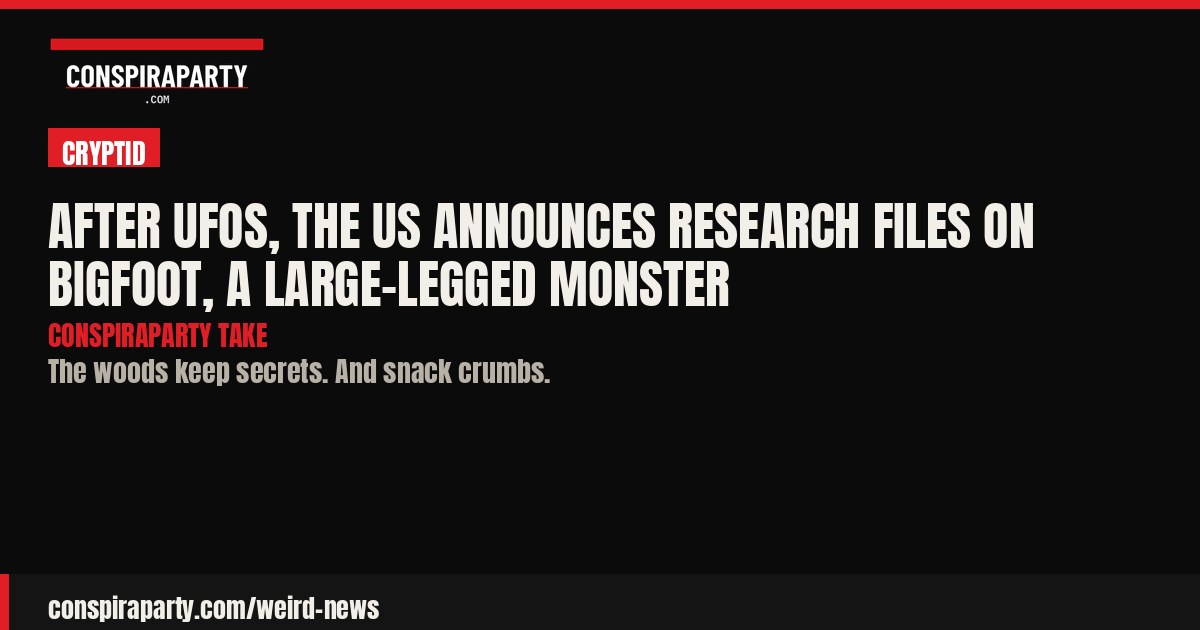 CONSPIRAPARTY
.COM
CRYPTID
AFTER UFOS, THE US ANNOUNCES RESEARCH FILES ON
BIGFOOT, A LARGE-LEGGED MONSTER
CONSPIRAPARTY TAKE
The woods keep secrets. And snack crumbs.
conspiraparty.com/weird-news